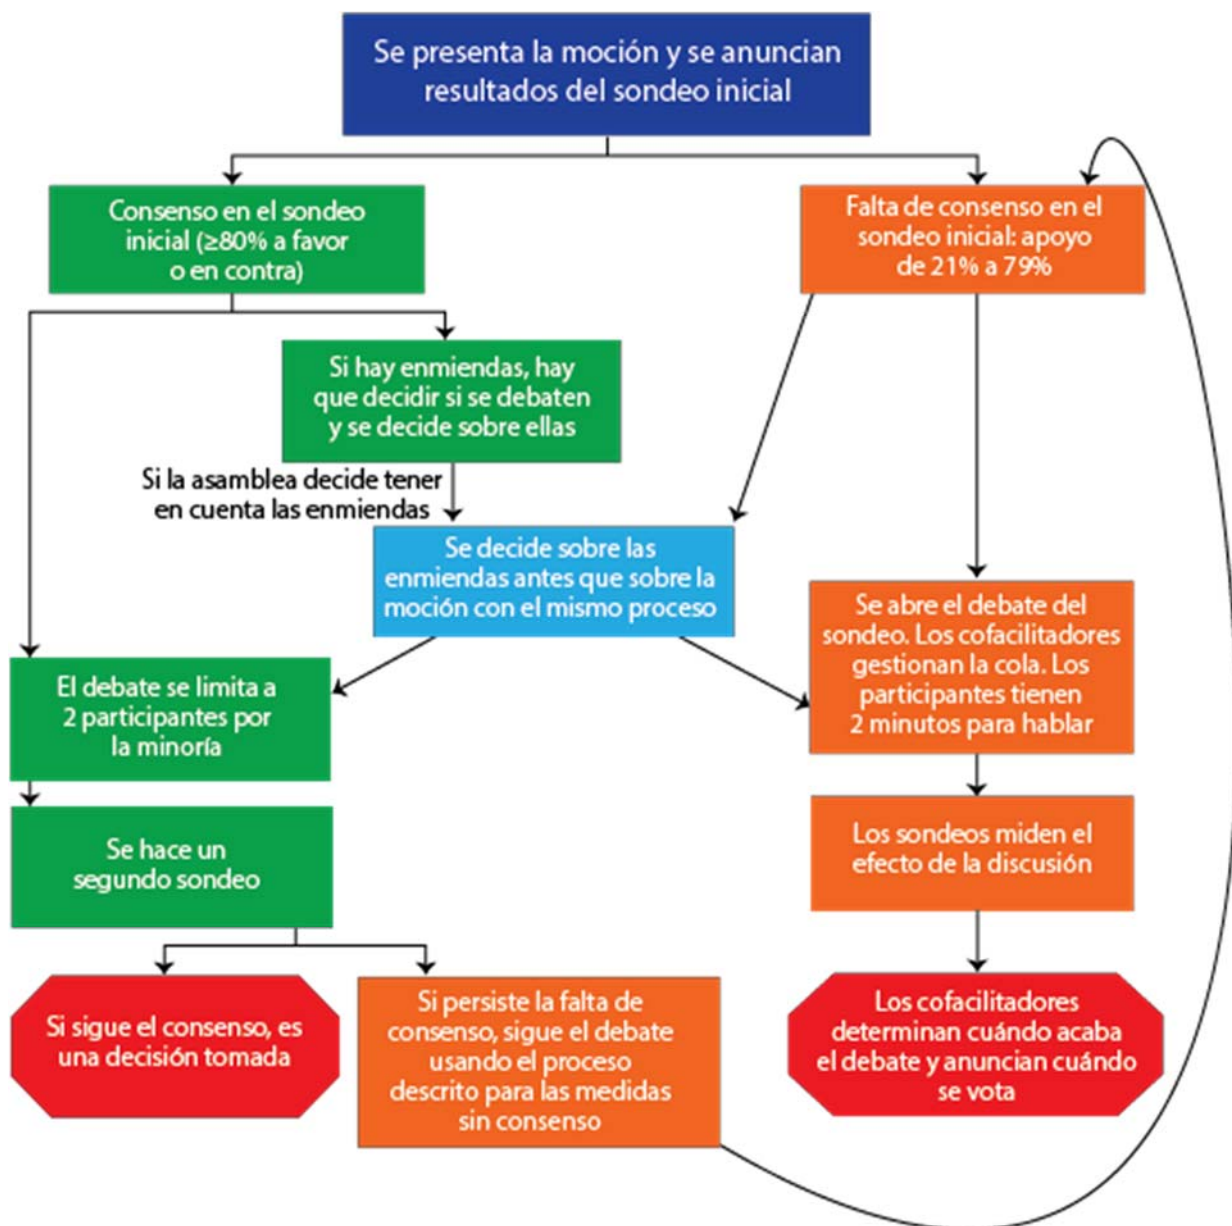 Se presenta la moción y se anuncian
resultados del sondeo inicial
Consenso en el sondeo
inicial (≥80% a favor
o en contra)
Falta de consenso en el
sondeo inicial: apoyo
de 21% a 79%
Si hay enmiendas, hay
que decidir si se debaten
y se decide sobre ellas
Si la asamblea decide tener
en cuenta las enmiendas
Se decide sobre las
enmiendas antes que sobre la
moción con el mismo proceso
Se abre el debate del
sondeo. Los cofacilitadores
gestionan la cola. Los
participantes tienen
2 minutos para hablar
El debate se limita a
2 participantes por
la minoría
Se hace un
segundo sondeo
Los sondeos miden el
efecto de la discusión
Si sigue el consenso, es
una decisión tomada
Si persiste la falta de
consenso, sigue el debate
usando el proceso
descrito para las medidas
sin consenso
Los cofacilitadores
determinan cuándo acaba
el debate y anuncian cuándo
se vota